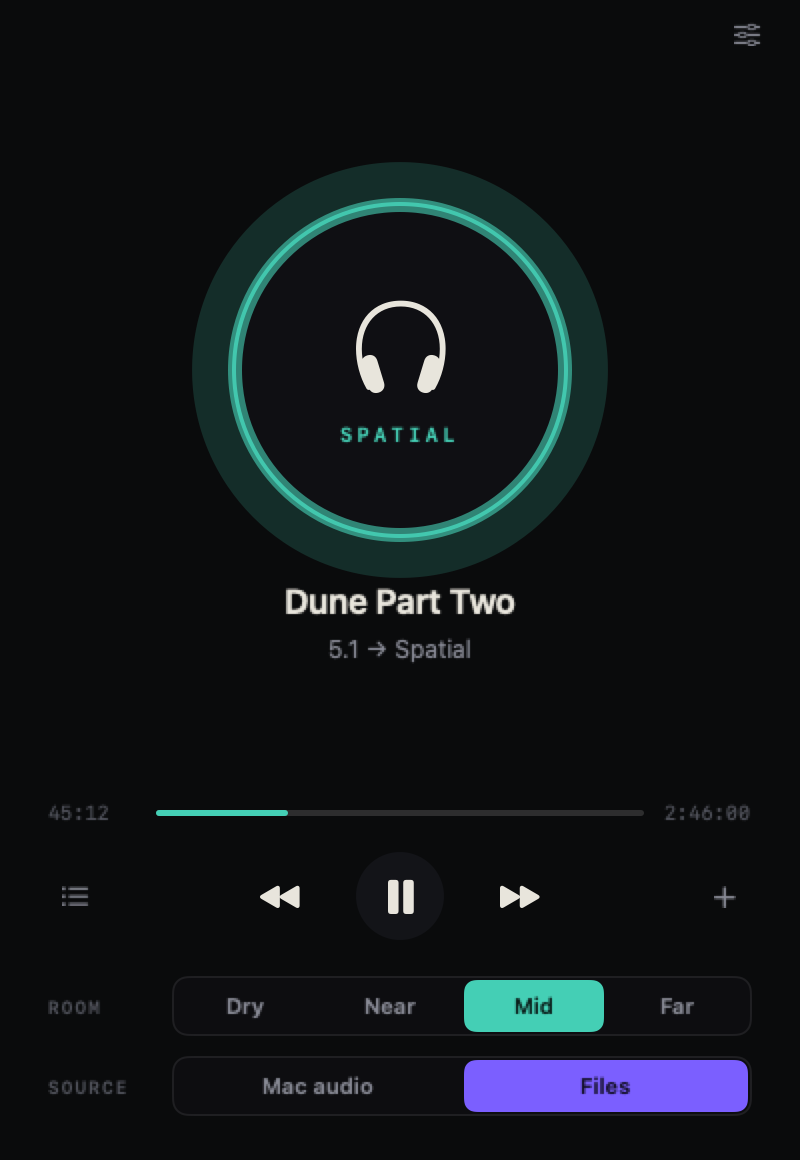 SPATIAL
Dune Part Two
5.1 → Spatial
45:12 2:46:00
ROOM Dry Near Mid Far
SOURCE Mac audio Files